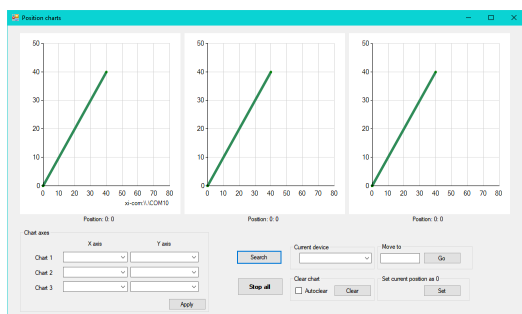 Position charts
50 50 50
40 40 40
30 30 30
20 20 20
10 10 10
0 0 0
0 10 20 30 40 50 60 70 80 0 10 20 30 40 50 60 70 80 0 10 20 30 40 50 60 70 80
xi-com:\\.\COM10
Position: 0: 0 Position: 0: 0 Position: 0: 0
Chart axes
X axis Y axis
Chart 1
Chart 2
Chart 3
Apply
Search
Stop all
Current device
Move to
Go
Clear chart
Autoclear Clear
Set current position as 0
Set